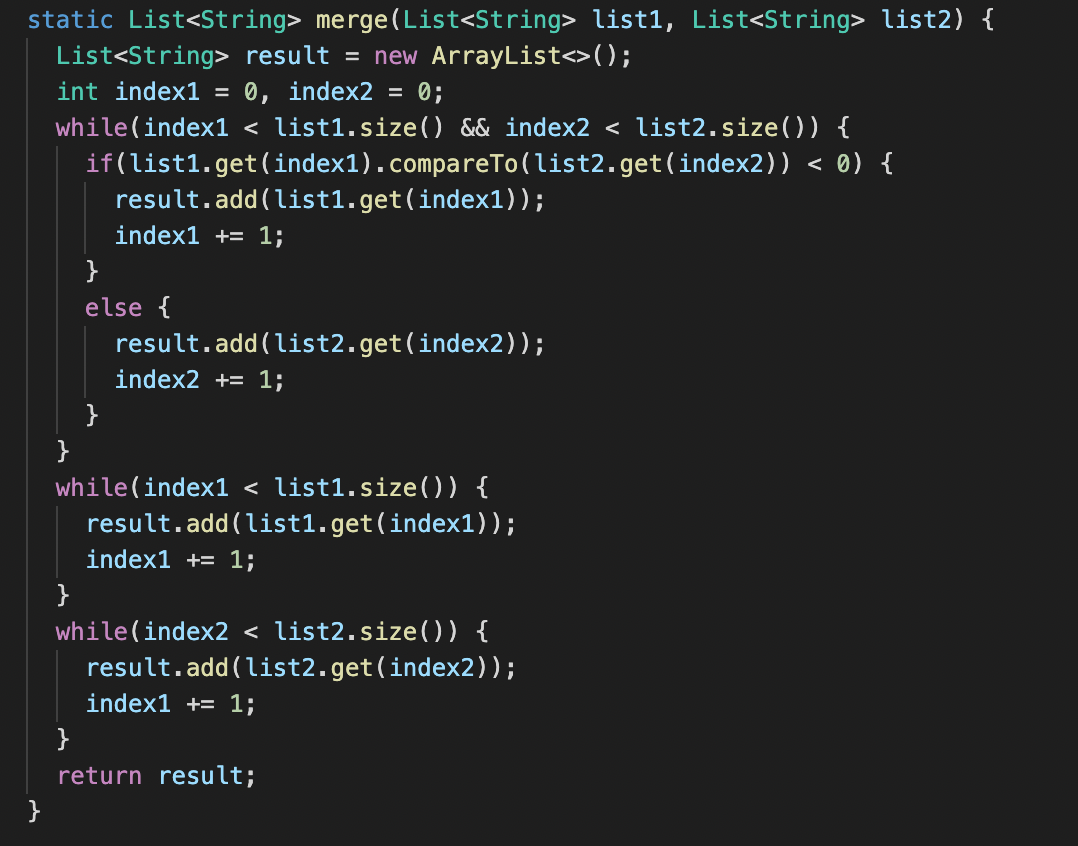 static List<String> merge(List<String> list1, List<String> list2) {
  List<String> result = new ArrayList<>();
  int index1 = 0, index2 = 0;
  while(index1 < list1.size() && index2 < list2.size()) {
    if(list1.get(index1).compareTo(list2.get(index2)) < 0) {
      result.add(list1.get(index1));
      index1 += 1;
    }
    else {
      result.add(list2.get(index2));
      index2 += 1;
    }
  }
  while(index1 < list1.size()) {
    result.add(list1.get(index1));
    index1 += 1;
  }
  while(index2 < list2.size()) {
    result.add(list2.get(index2));
    index1 += 1;
  }
  return result;
}